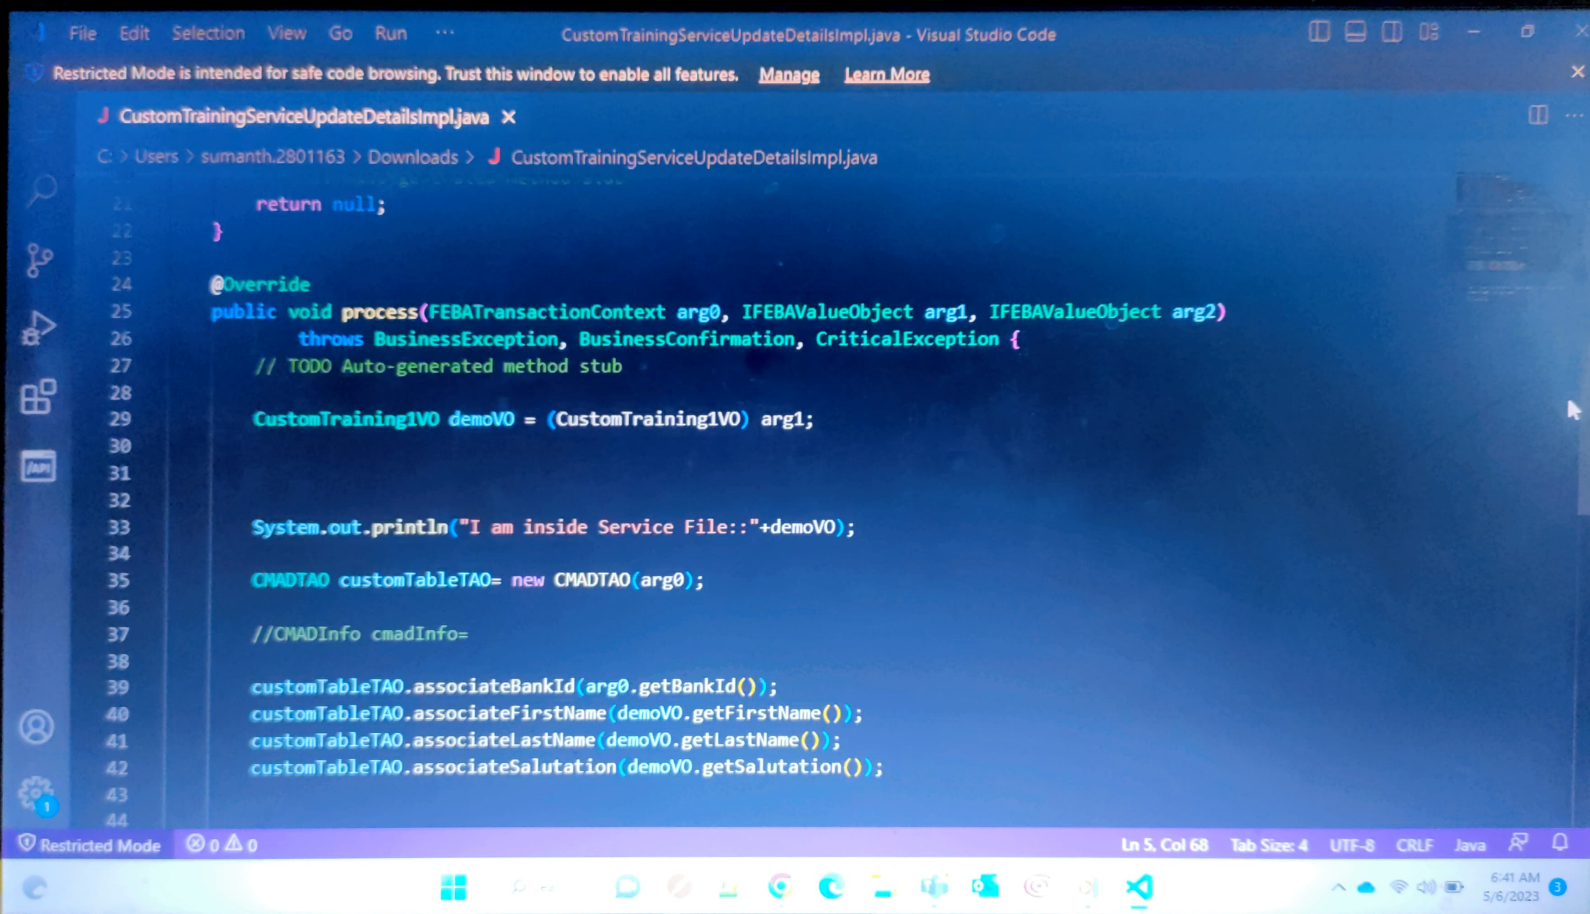 File Edit Selection View Go Run ... CustomTrainingServiceUpdateDetailsImpl.java - Visual Studio Code
Restricted Mode is intended for safe code browsing. Trust this window to enable all features. Manage Learn More
J CustomTrainingServiceUpdateDetailsImpl.java
C: > Users > sumanth.2801163 > Downloads > J CustomTrainingServiceUpdateDetailsImpl.java
21 return null;
22 }
23
24 @Override
25 public void process(FEBATransactionContext arg0, IFEBAValueObject arg1, IFEBAValueObject arg2)
26 throws BusinessException, BusinessConfirmation, CriticalException {
27 // TODO Auto-generated method stub
28
29 CustomTraining1VO demoVO = (CustomTraining1VO) arg1;
30
31
32
33 System.out.println("I am inside Service File::"+demoVO);
34
35 CMADTAO customTableTAO= new CMADTAO(arg0);
36
37 //CMADInfo cmadInfo=
38
39 customTableTAO.associateBankId(arg0.getBankId());
40 customTableTAO.associateFirstName(demoVO.getFirstName());
41 customTableTAO.associateLastName(demoVO.getLastName());
42 customTableTAO.associateSalutation(demoVO.getSalutation());
43
44
/API
1
Restricted Mode 0 0 Ln 5, Col 68 Tab Size: 4 UTF-8 CRLF Java
6:41 AM
5/6/2023 3